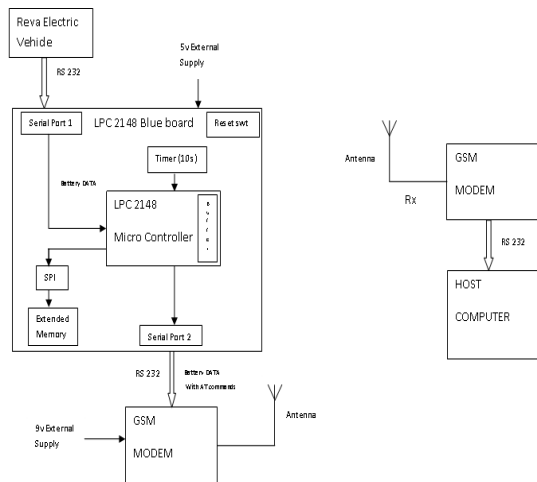 Reva Electric
Vehide
RS 232
5v External
Supply
Serial Port 1
LPC 2148 Blue board
Reset swt
Timer (10s)
Battery DATA
LPC 2148
Micro Controller
SPI
Extended
Memory
Serial Port 2
RS 232
Battery DATA
With AT commands
9v External
Supply
GSM
MODEM
Antenna
Antenna
Rx
GSM
MODEM
RS 232
HOST
COMPUTER